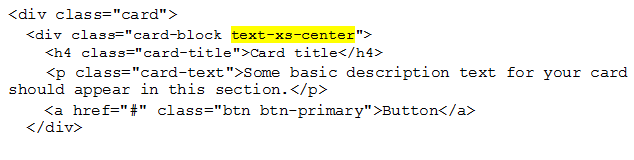 <div class="card">
  <div class="card-block text-xs-center">
    <h4 class="card-title">Card title</h4>
    <p class="card-text">Some basic description text for your card
should appear in this section.</p>
    <a href="#" class="btn btn-primary">Button</a>
  </div>